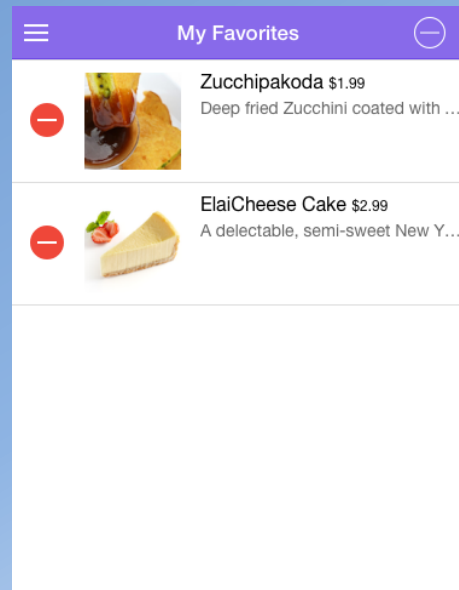 My Favorites
Zucchipakoda $1.99
Deep fried Zucchini coated with ...
ElaiCheese Cake $2.99
A delectable, semi-sweet New Y...